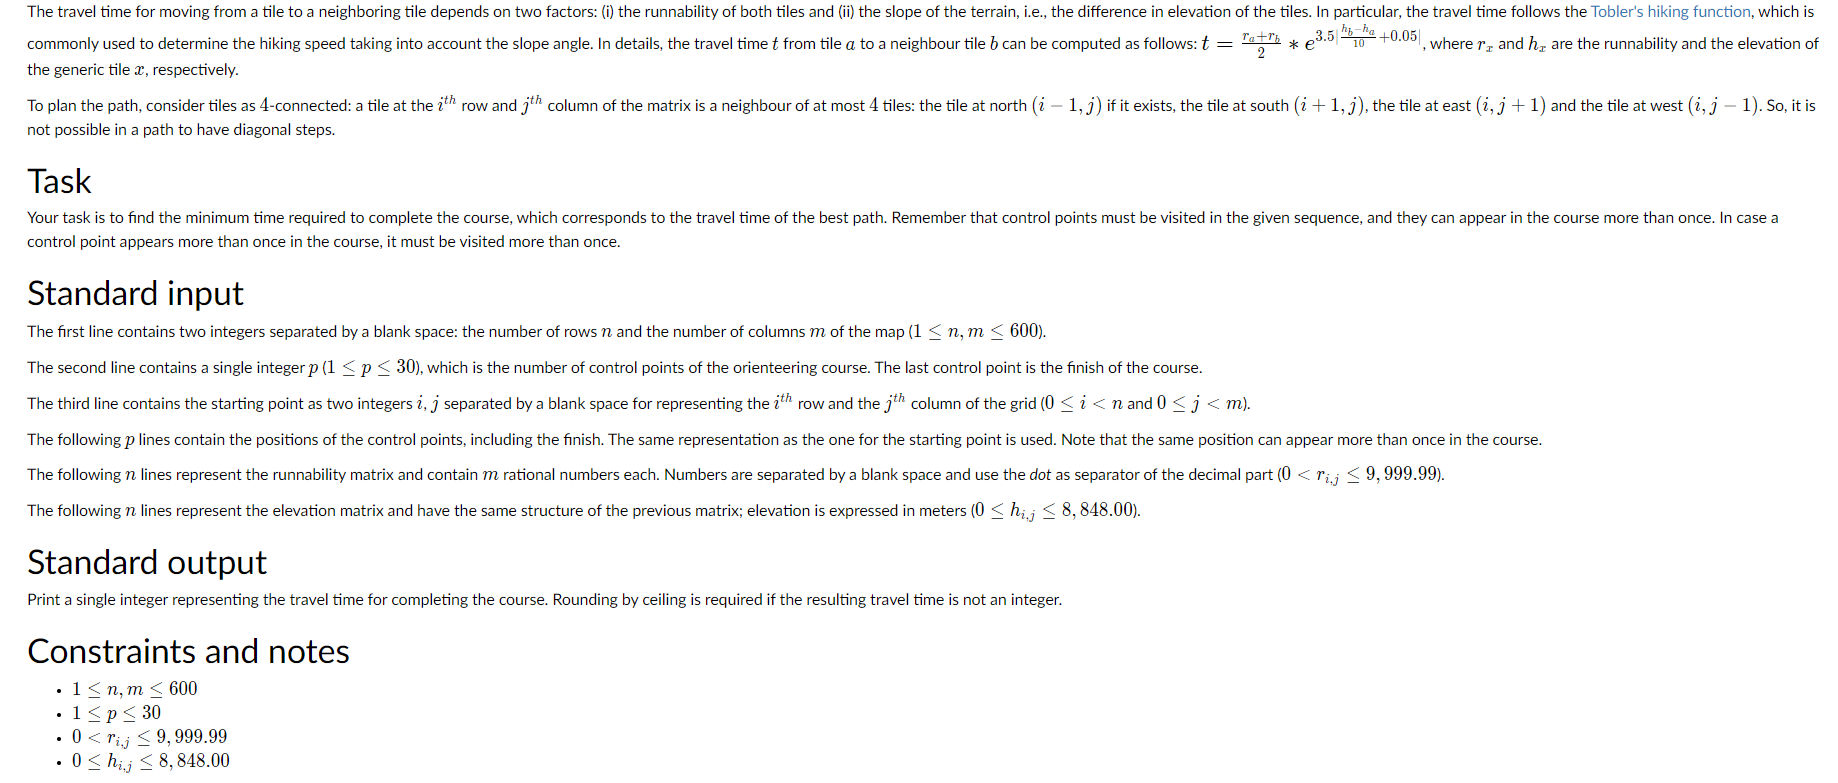 The travel time for moving from a tile to a neighboring tile depends on two factors: (i) the runnability of both tiles and (ii) the slope of the terrain, i.e., the difference in elevation of the tiles. In particular, the travel time follows the Tobler's hiking function, which is
commonly used to determine the hiking speed taking into account the slope angle. In details, the travel time $t$ from tile $a$ to a neighbour tile $b$ can be computed as follows: $t = \frac{r_a+r_b}{2} * e^{3.5|\frac{h_b-h_a}{10}+0.05|}$, where $r_x$ and $h_x$ are the runnability and the elevation of
the generic tile $x$, respectively.
To plan the path, consider tiles as 4-connected: a tile at the $i^{th}$ row and $j^{th}$ column of the matrix is a neighbour of at most 4 tiles: the tile at north $(i-1,j)$ if it exists, the tile at south $(i+1,j)$, the tile at east $(i,j+1)$ and the tile at west $(i,j-1)$. So, it is
not possible in a path to have diagonal steps.
Task
Your task is to find the minimum time required to complete the course, which corresponds to the travel time of the best path. Remember that control points must be visited in the given sequence, and they can appear in the course more than once. In case a
control point appears more than once in the course, it must be visited more than once.
Standard input
The first line contains two integers separated by a blank space: the number of rows $n$ and the number of columns $m$ of the map ($1 \leq n, m \leq 600$).
The second line contains a single integer $p$ ($1 \leq p \leq 30$), which is the number of control points of the orienteering course. The last control point is the finish of the course.
The third line contains the starting point as two integers $i, j$ separated by a blank space for representing the $i^{th}$ row and the $j^{th}$ column of the grid ($0 \leq i < n$ and $0 \leq j < m$).
The following $p$ lines contain the positions of the control points, including the finish. The same representation as the one for the starting point is used. Note that the same position can appear more than once in the course.
The following $n$ lines represent the runnability matrix and contain $m$ rational numbers each. Numbers are separated by a blank space and use the dot as separator of the decimal part ($0 < r_{i,j} \leq 9,999.99$).
The following $n$ lines represent the elevation matrix and have the same structure of the previous matrix; elevation is expressed in meters ($0 \leq h_{i,j} \leq 8,848.00$).
Standard output
Print a single integer representing the travel time for completing the course. Rounding by ceiling is required if the resulting travel time is not an integer.
Constraints and notes
• $1 \leq n, m \leq 600$
• $1 \leq p \leq 30$
• $0 < r_{i,j} \leq 9,999.99$
• $0 \leq h_{i,j} \leq 8,848.00$